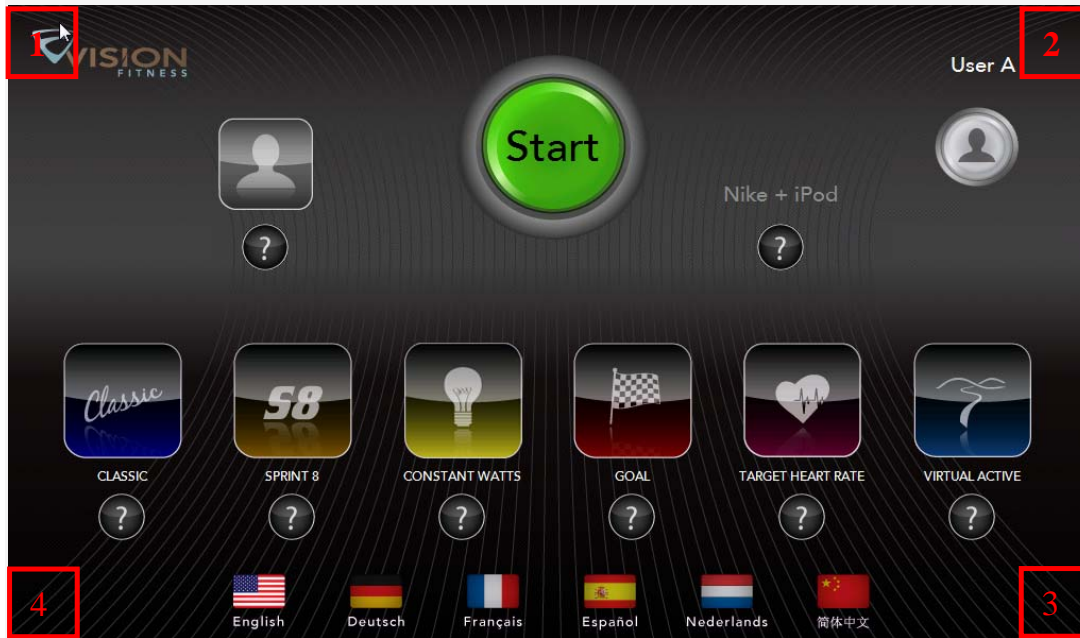 1
VISION
FITNESS
2
User A
Start
Nike + iPod
?
?
Classic
S8
CLASSIC
SPRINT 8
CONSTANT WATTS
GOAL
TARGET HEART RATE
VIRTUAL ACTIVE
?
?
?
?
?
?
4
English
Deutsch
Français
Español
Nederlands
简体中文
3